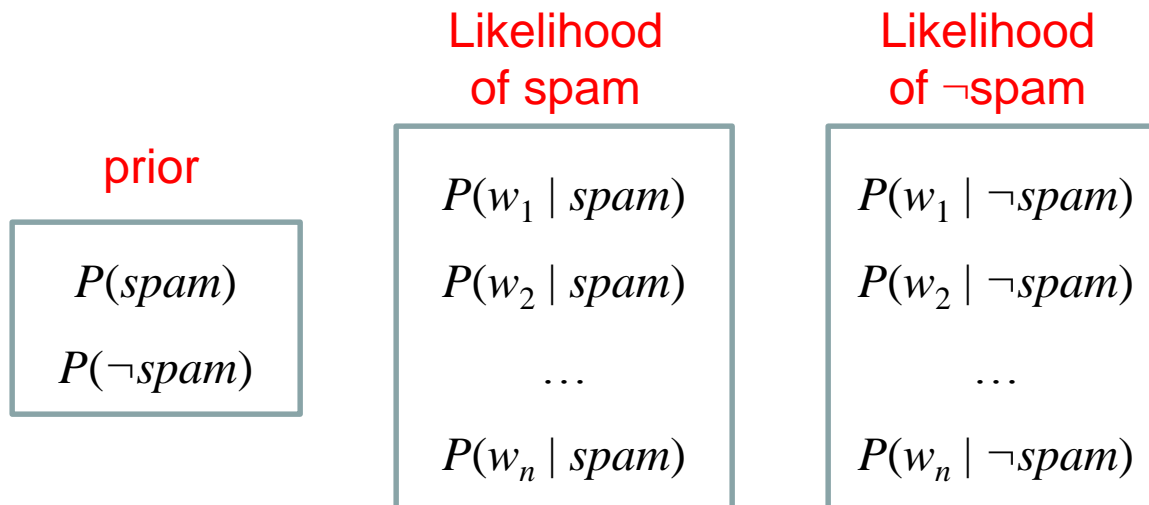 prior
P(spam)
P(¬spam)
Likelihood
of spam
P(w₁ | spam)
P(w₂ | spam)
…
P(wₙ | spam)
Likelihood
of ¬spam
P(w₁ | ¬spam)
P(w₂ | ¬spam)
…
P(wₙ | ¬spam)